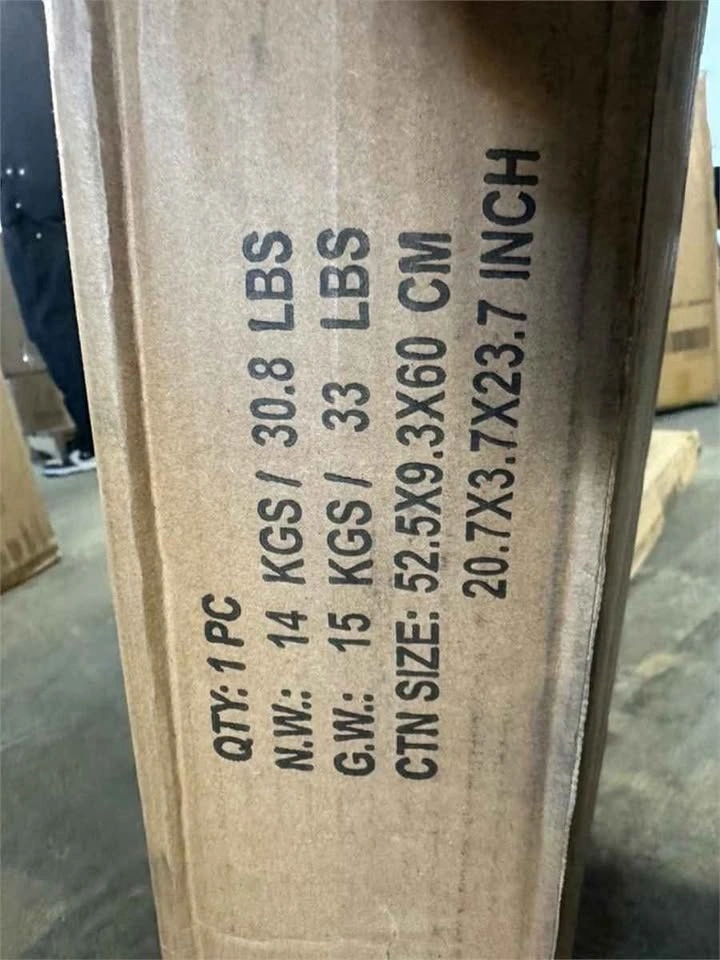 QTY: 1 PC
N.W.: 14 KGS / 30.8 LBS
G.W.: 15 KGS / 33 LBS
CTN SIZE: 52.5X9.3X60 CM
20.7X3.7X23.7 INCH